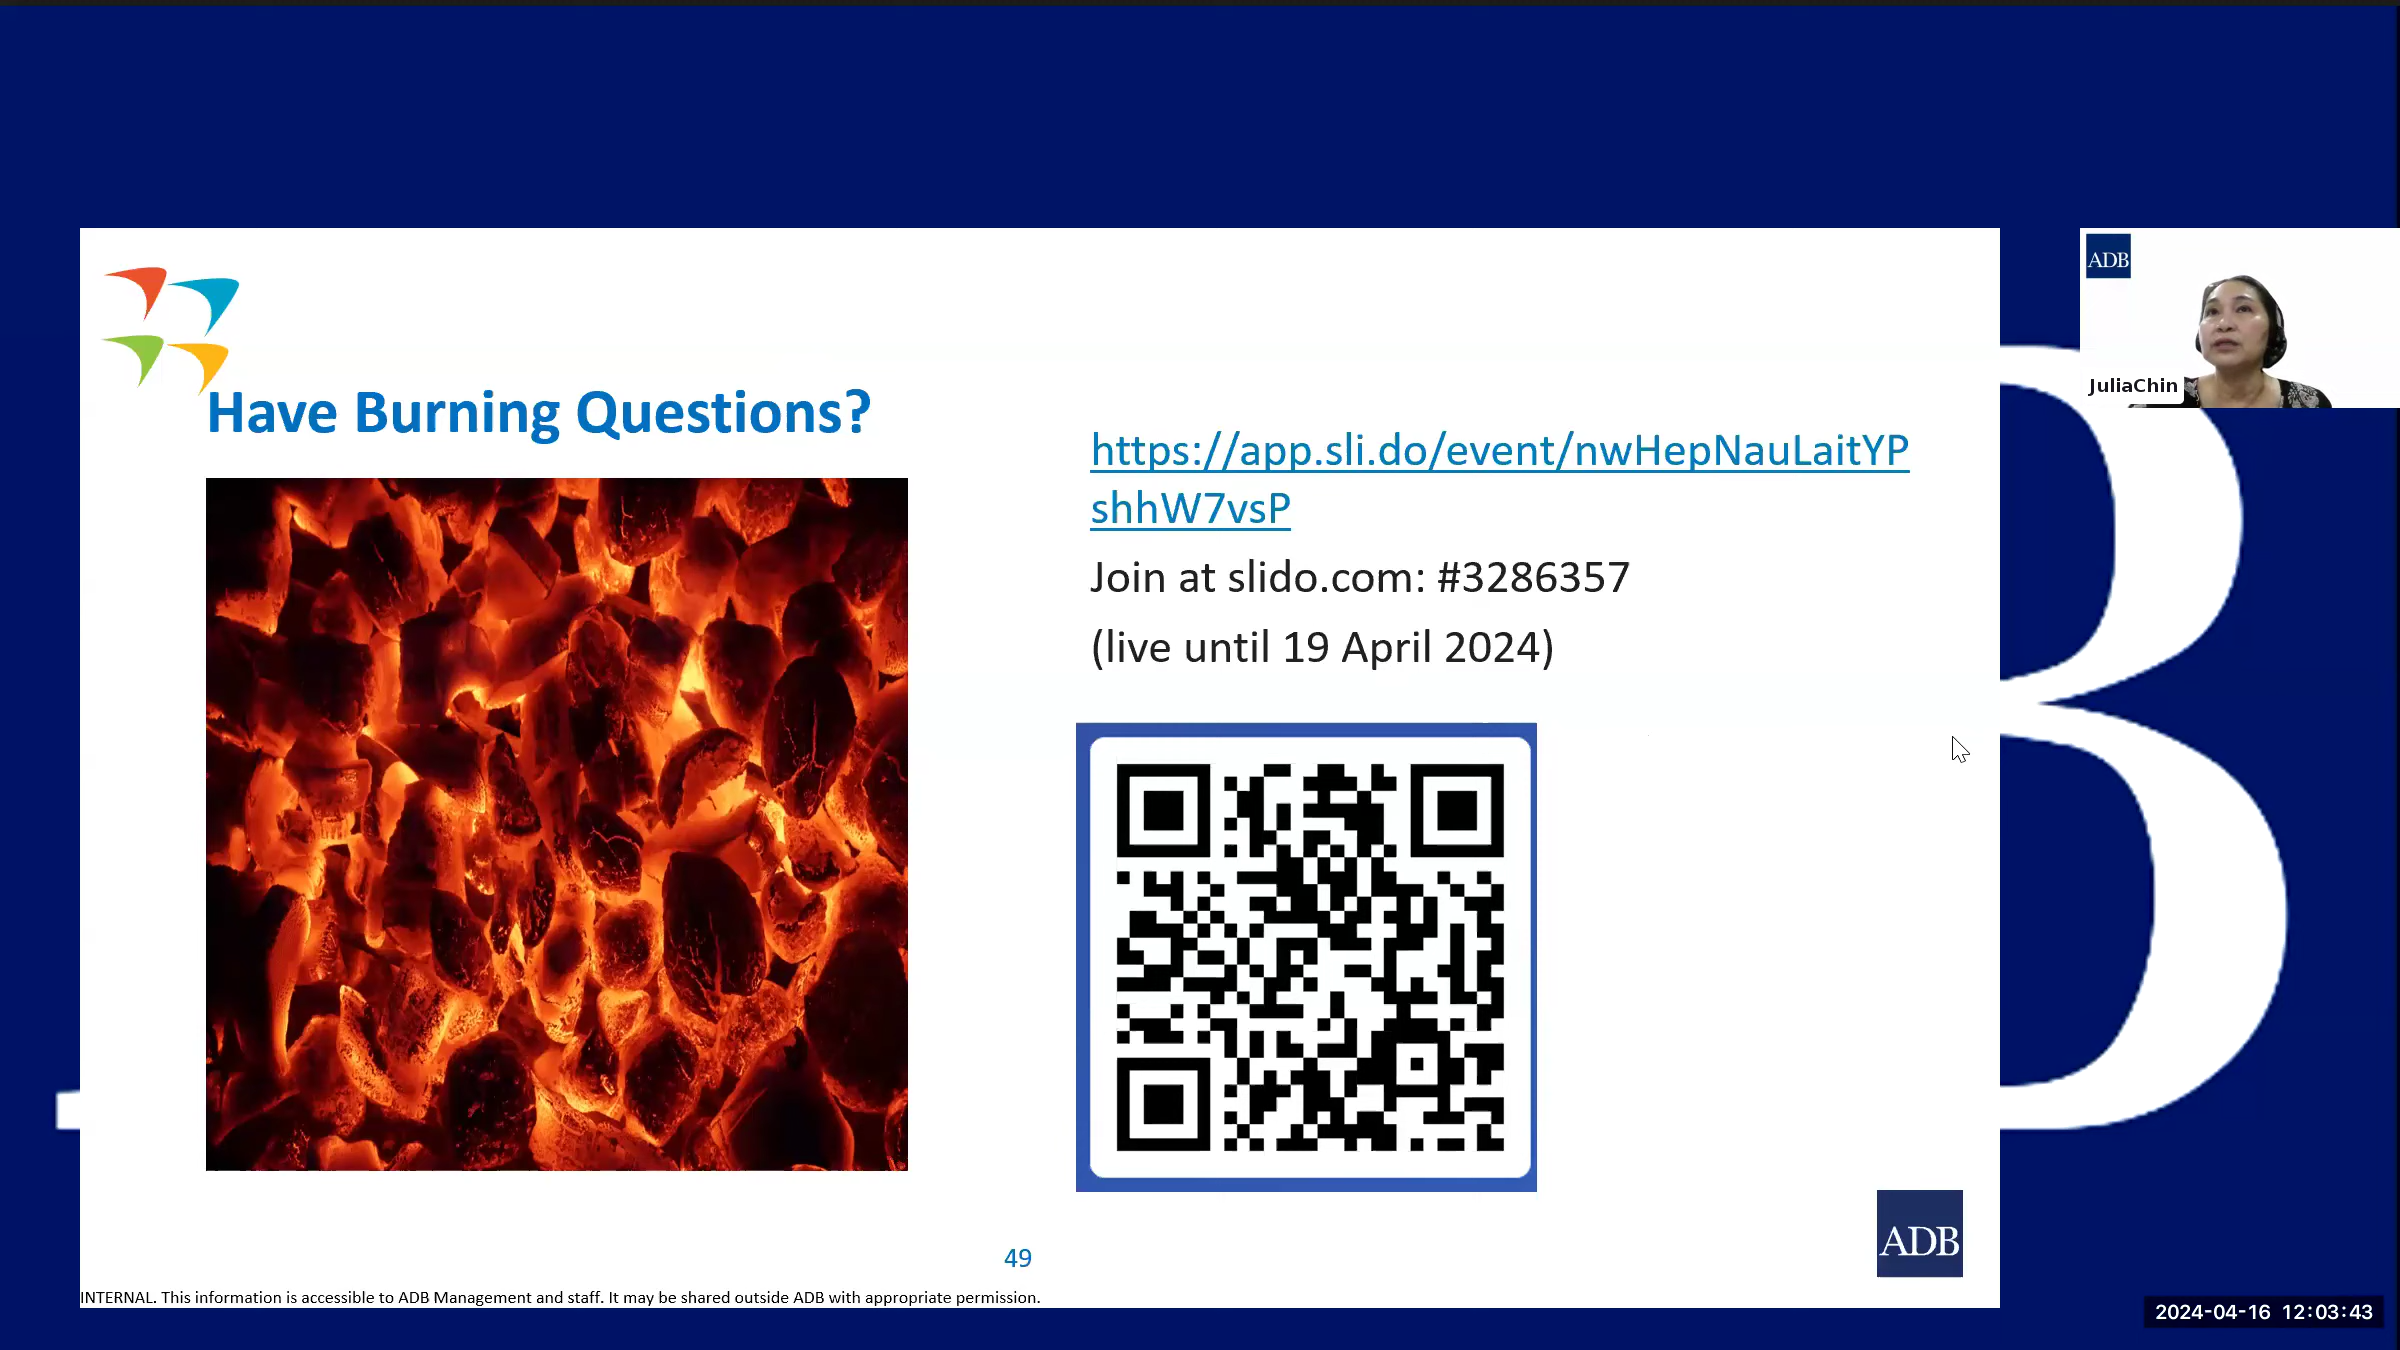 ADB
JuliaChin
Have Burning Questions?
https://app.sli.do/event/nwHepNauLaitYP
shhW7vsP
Join at slido.com: #3286357
(live until 19 April 2024)
ADB
49
INTERNAL. This information is accessible to ADB Management and staff. It may be shared outside ADB with appropriate permission.
2024-04-16 12:03:43